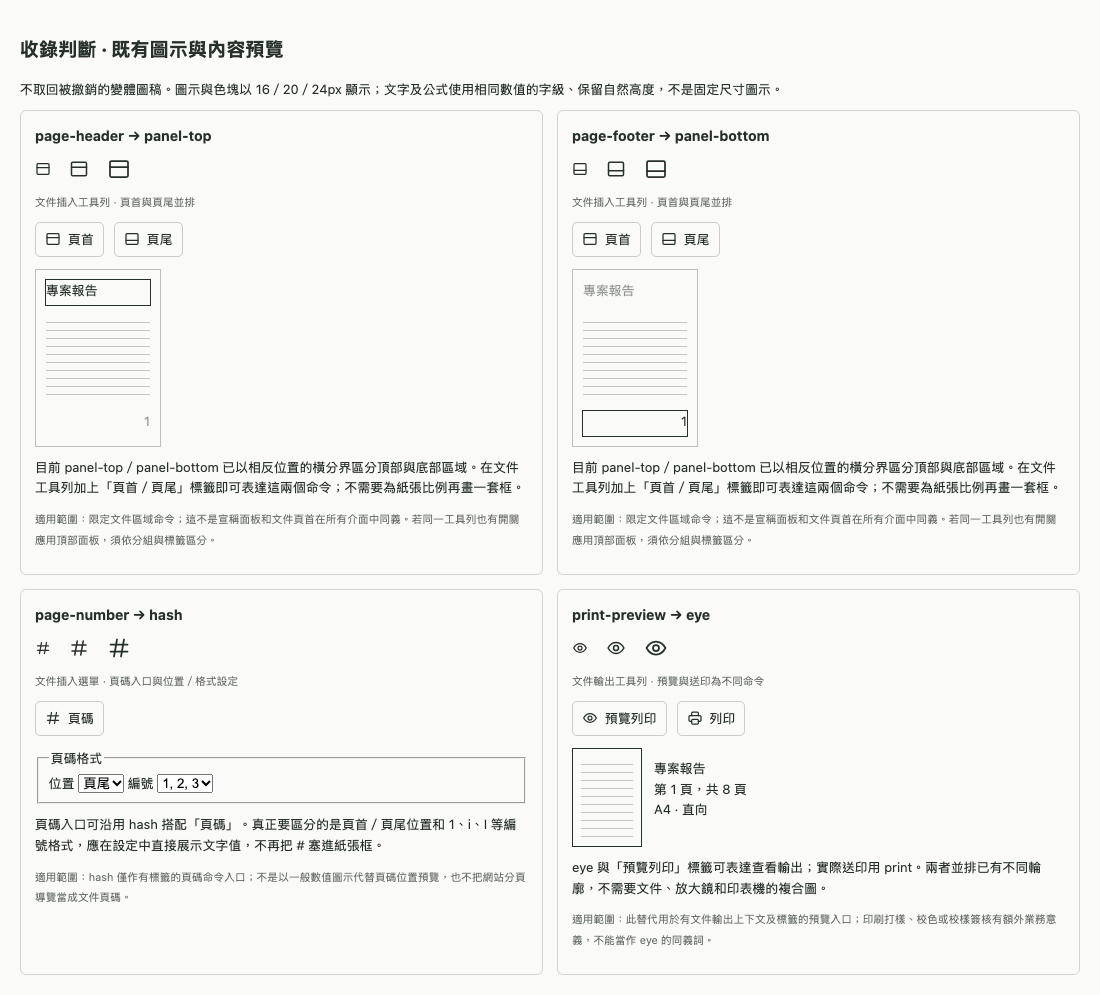 收錄判斷 · 既有圖示與內容預覽
不取回被撤銷的變體圖稿。圖示與色塊以 16 / 20 / 24px 顯示；文字及公式使用相同數值的字級、保留自然高度，不是固定尺寸圖示。
page-header → panel-top
文件插入工具列 · 頁首與頁尾並排
頁首 頁尾
專案報告
1
目前 panel-top / panel-bottom 已以相反位置的橫分界區分頂部與底部區域。在文件
工具列加上「頁首 / 頁尾」標籤即可表達這兩個命令；不需要為紙張比例再畫一套框。
適用範圍：限定文件區域命令；這不是宣稱面板和文件頁首在所有介面中同義。若同一工具列也有開關
應用頂部面板，須依分組與標籤區分。
page-footer → panel-bottom
文件插入工具列 · 頁首與頁尾並排
頁首 頁尾
專案報告
1
目前 panel-top / panel-bottom 已以相反位置的橫分界區分頂部與底部區域。在文件
工具列加上「頁首 / 頁尾」標籤即可表達這兩個命令；不需要為紙張比例再畫一套框。
適用範圍：限定文件區域命令；這不是宣稱面板和文件頁首在所有介面中同義。若同一工具列也有開關
應用頂部面板，須依分組與標籤區分。
page-number → hash
文件插入選單 · 頁碼入口與位置 / 格式設定
頁碼
頁碼格式
位置 頁尾 編號 1, 2, 3
頁碼入口可沿用 hash 搭配「頁碼」。真正要區分的是頁首 / 頁尾位置和 1、i、I 等編
號格式，應在設定中直接展示文字值，不再把 # 塞進紙張框。
適用範圍：hash 僅作有標籤的頁碼命令入口；不是以一般數值圖示代替頁碼位置預覽，也不把網站分頁
導覽當成文件頁碼。
print-preview → eye
文件輸出工具列 · 預覽與送印為不同命令
預覽列印 列印
專案報告
第 1 頁，共 8 頁
A4 · 直向
eye 與「預覽列印」標籤可表達查看輸出；實際送印用 print。兩者並排已有不同輪
廓，不需要文件、放大鏡和印表機的複合圖。
適用範圍：此替代用於有文件輸出上下文及標籤的預覽入口；印刷打樣、校色或校樣簽核有額外業務意
義，不能當作 eye 的同義詞。